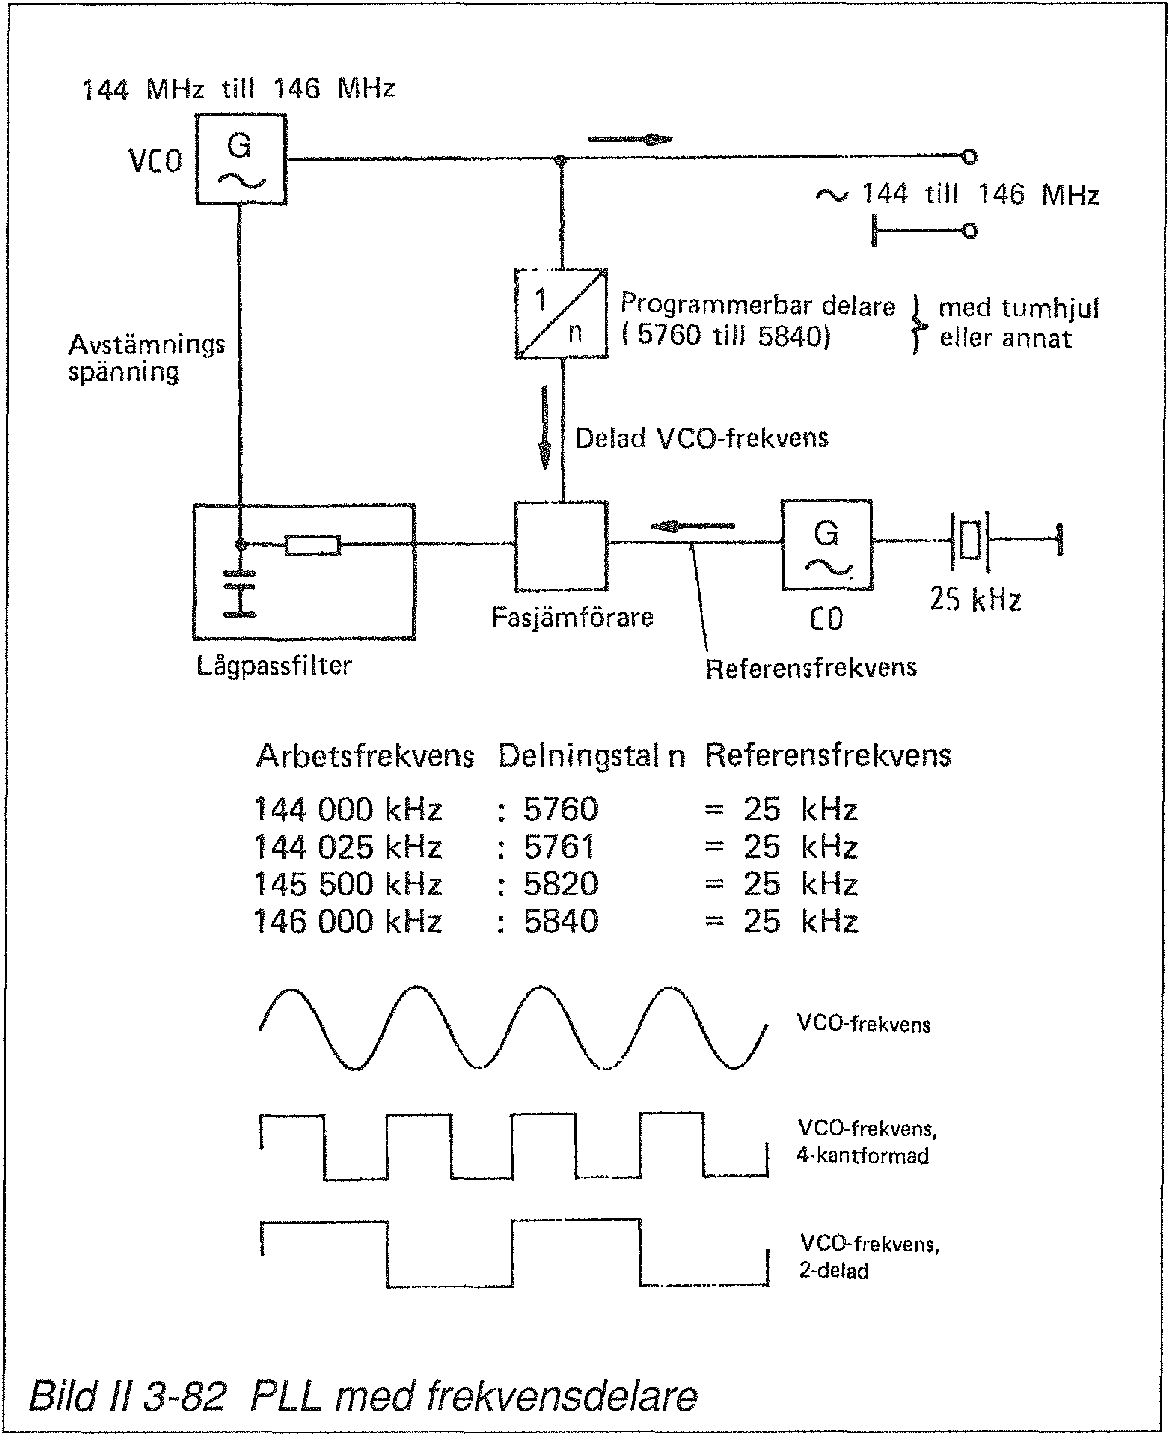 144 MHz till 146 MHz
VCO
G
~ 144 till 146 MHz
1
n
Programmerbar delare
(5760 till 5840)
med tumhjul
eller annat
Avstämnings
spänning
Delad VCO-frekvens
G
Fasjämförare
CO
25 kHz
Lågpassfilter
Referensfrekvens
Arbetsfrekvens Delningstal n Referensfrekvens
144 000 kHz : 5760 = 25 kHz
144 025 kHz : 5761 = 25 kHz
145 500 kHz : 5820 = 25 kHz
146 000 kHz : 5840 = 25 kHz
VCO-frekvens
VCO-frekvens,
4-kantformad
VCO-frekvens,
2-delad
Bild II 3-82 PLL med frekvensdelare